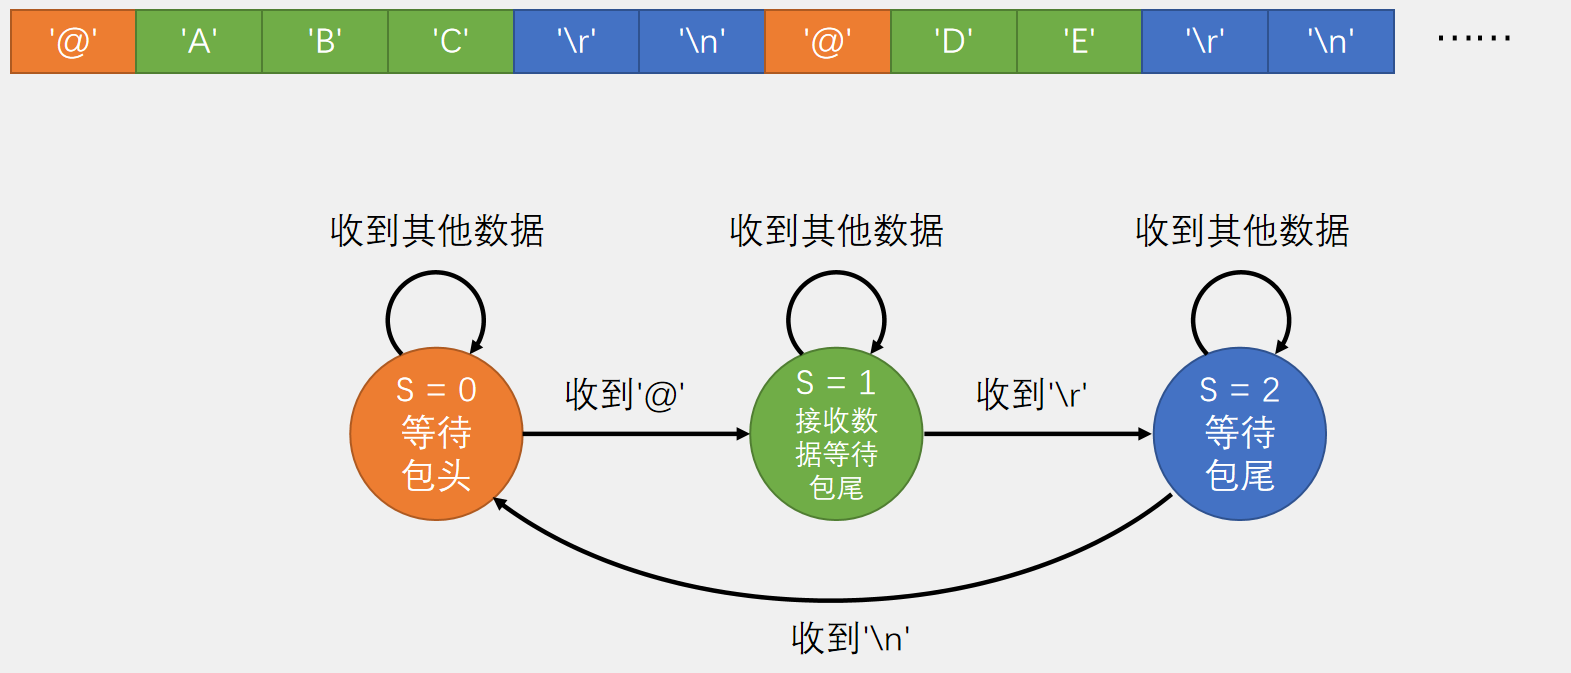 '@' 'A' 'B' 'C' '\r' '\n' '@' 'D' 'E' '\r' '\n' ······
收到其他数据 收到其他数据 收到其他数据
S = 0
等待
包头
收到'@'
S = 1
接收数
据等待
包尾
收到'\r'
S = 2
等待
包尾
收到'\n'